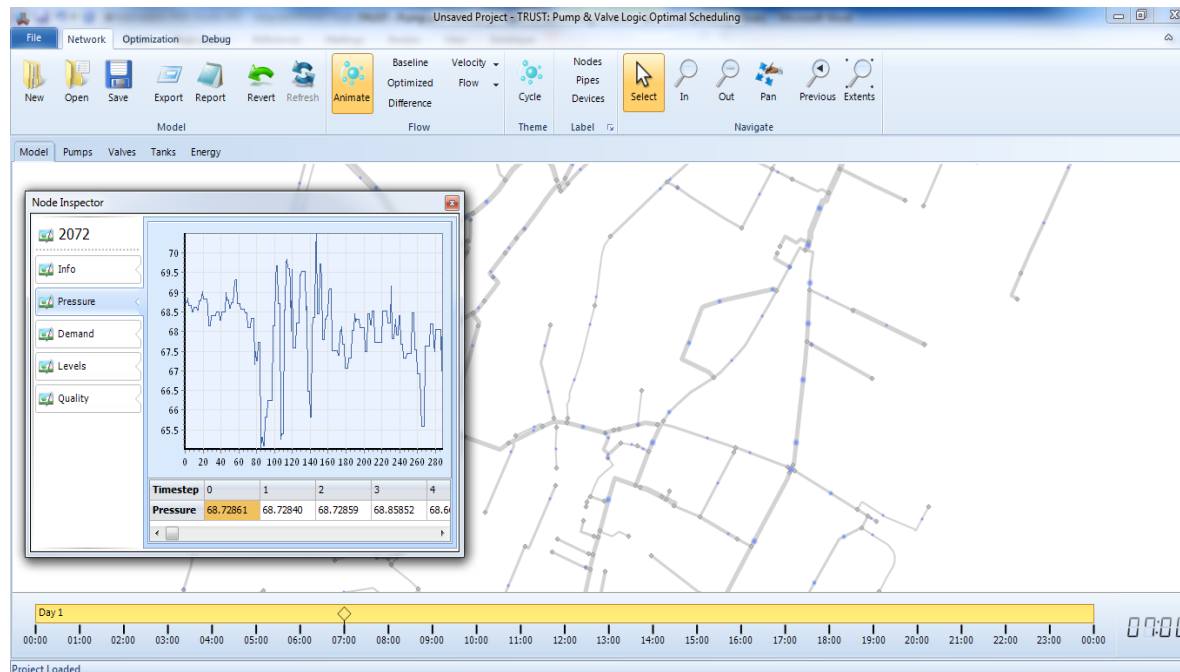 Unsaved Project - TRUST: Pump & Valve Logic Optimal Scheduling
File Network Optimization Debug
Baseline Velocity Nodes
Optimized Flow Pipes
New Open Save Export Report Revert Refresh Animate Difference Cycle Devices Select In Out Pan Previous Extents
Model Flow Theme Label Navigate
Model Pumps Valves Tanks Energy
Node Inspector
2072
Info
Pressure
Demand
Levels
Quality
70
69.5
69
68.5
68
67.5
67
66.5
66
65.5
0 20 40 60 80 100 120 140 160 180 200 220 240 260 280
Timestep 0 1 2 3 4
Pressure 68.72861 68.72840 68.72859 68.85852
Day 1
00:00 01:00 02:00 03:00 04:00 05:00 06:00 07:00 08:00 09:00 10:00 11:00 12:00 13:00 14:00 15:00 16:00 17:00 18:00 19:00 20:00 21:00 22:00 23:00 00:00
Project Loaded